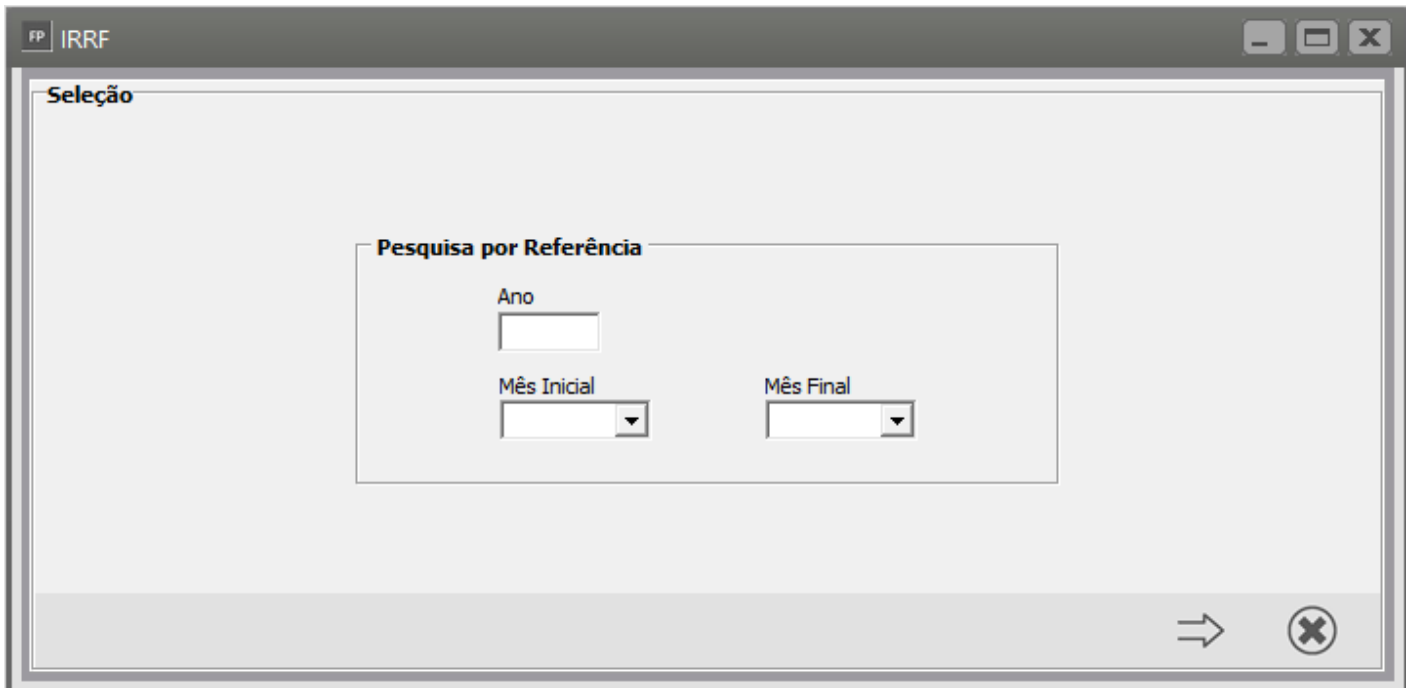 FP IRRF
Seleção
Pesquisa por Referência
Ano
Mês Inicial Mês Final